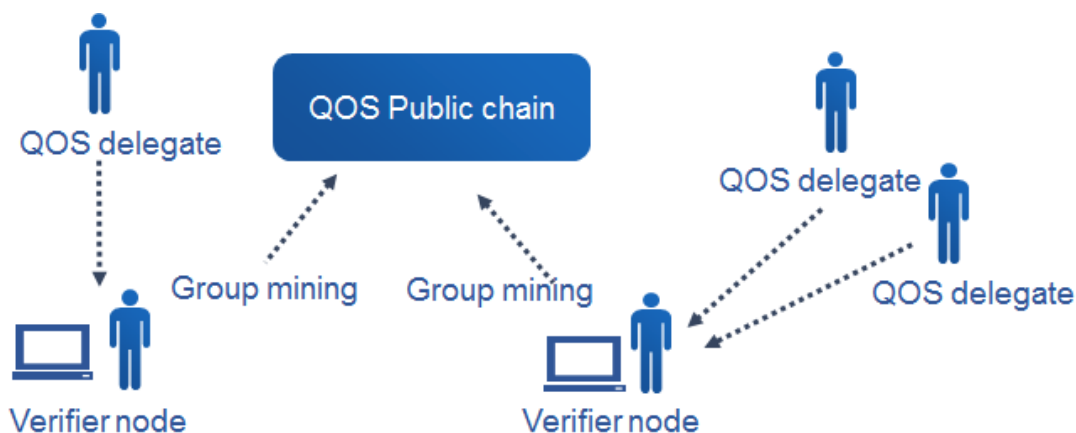 QOS Public chain
QOS delegate
QOS delegate
QOS delegate
Group mining
Group mining
Verifier node
Verifier node